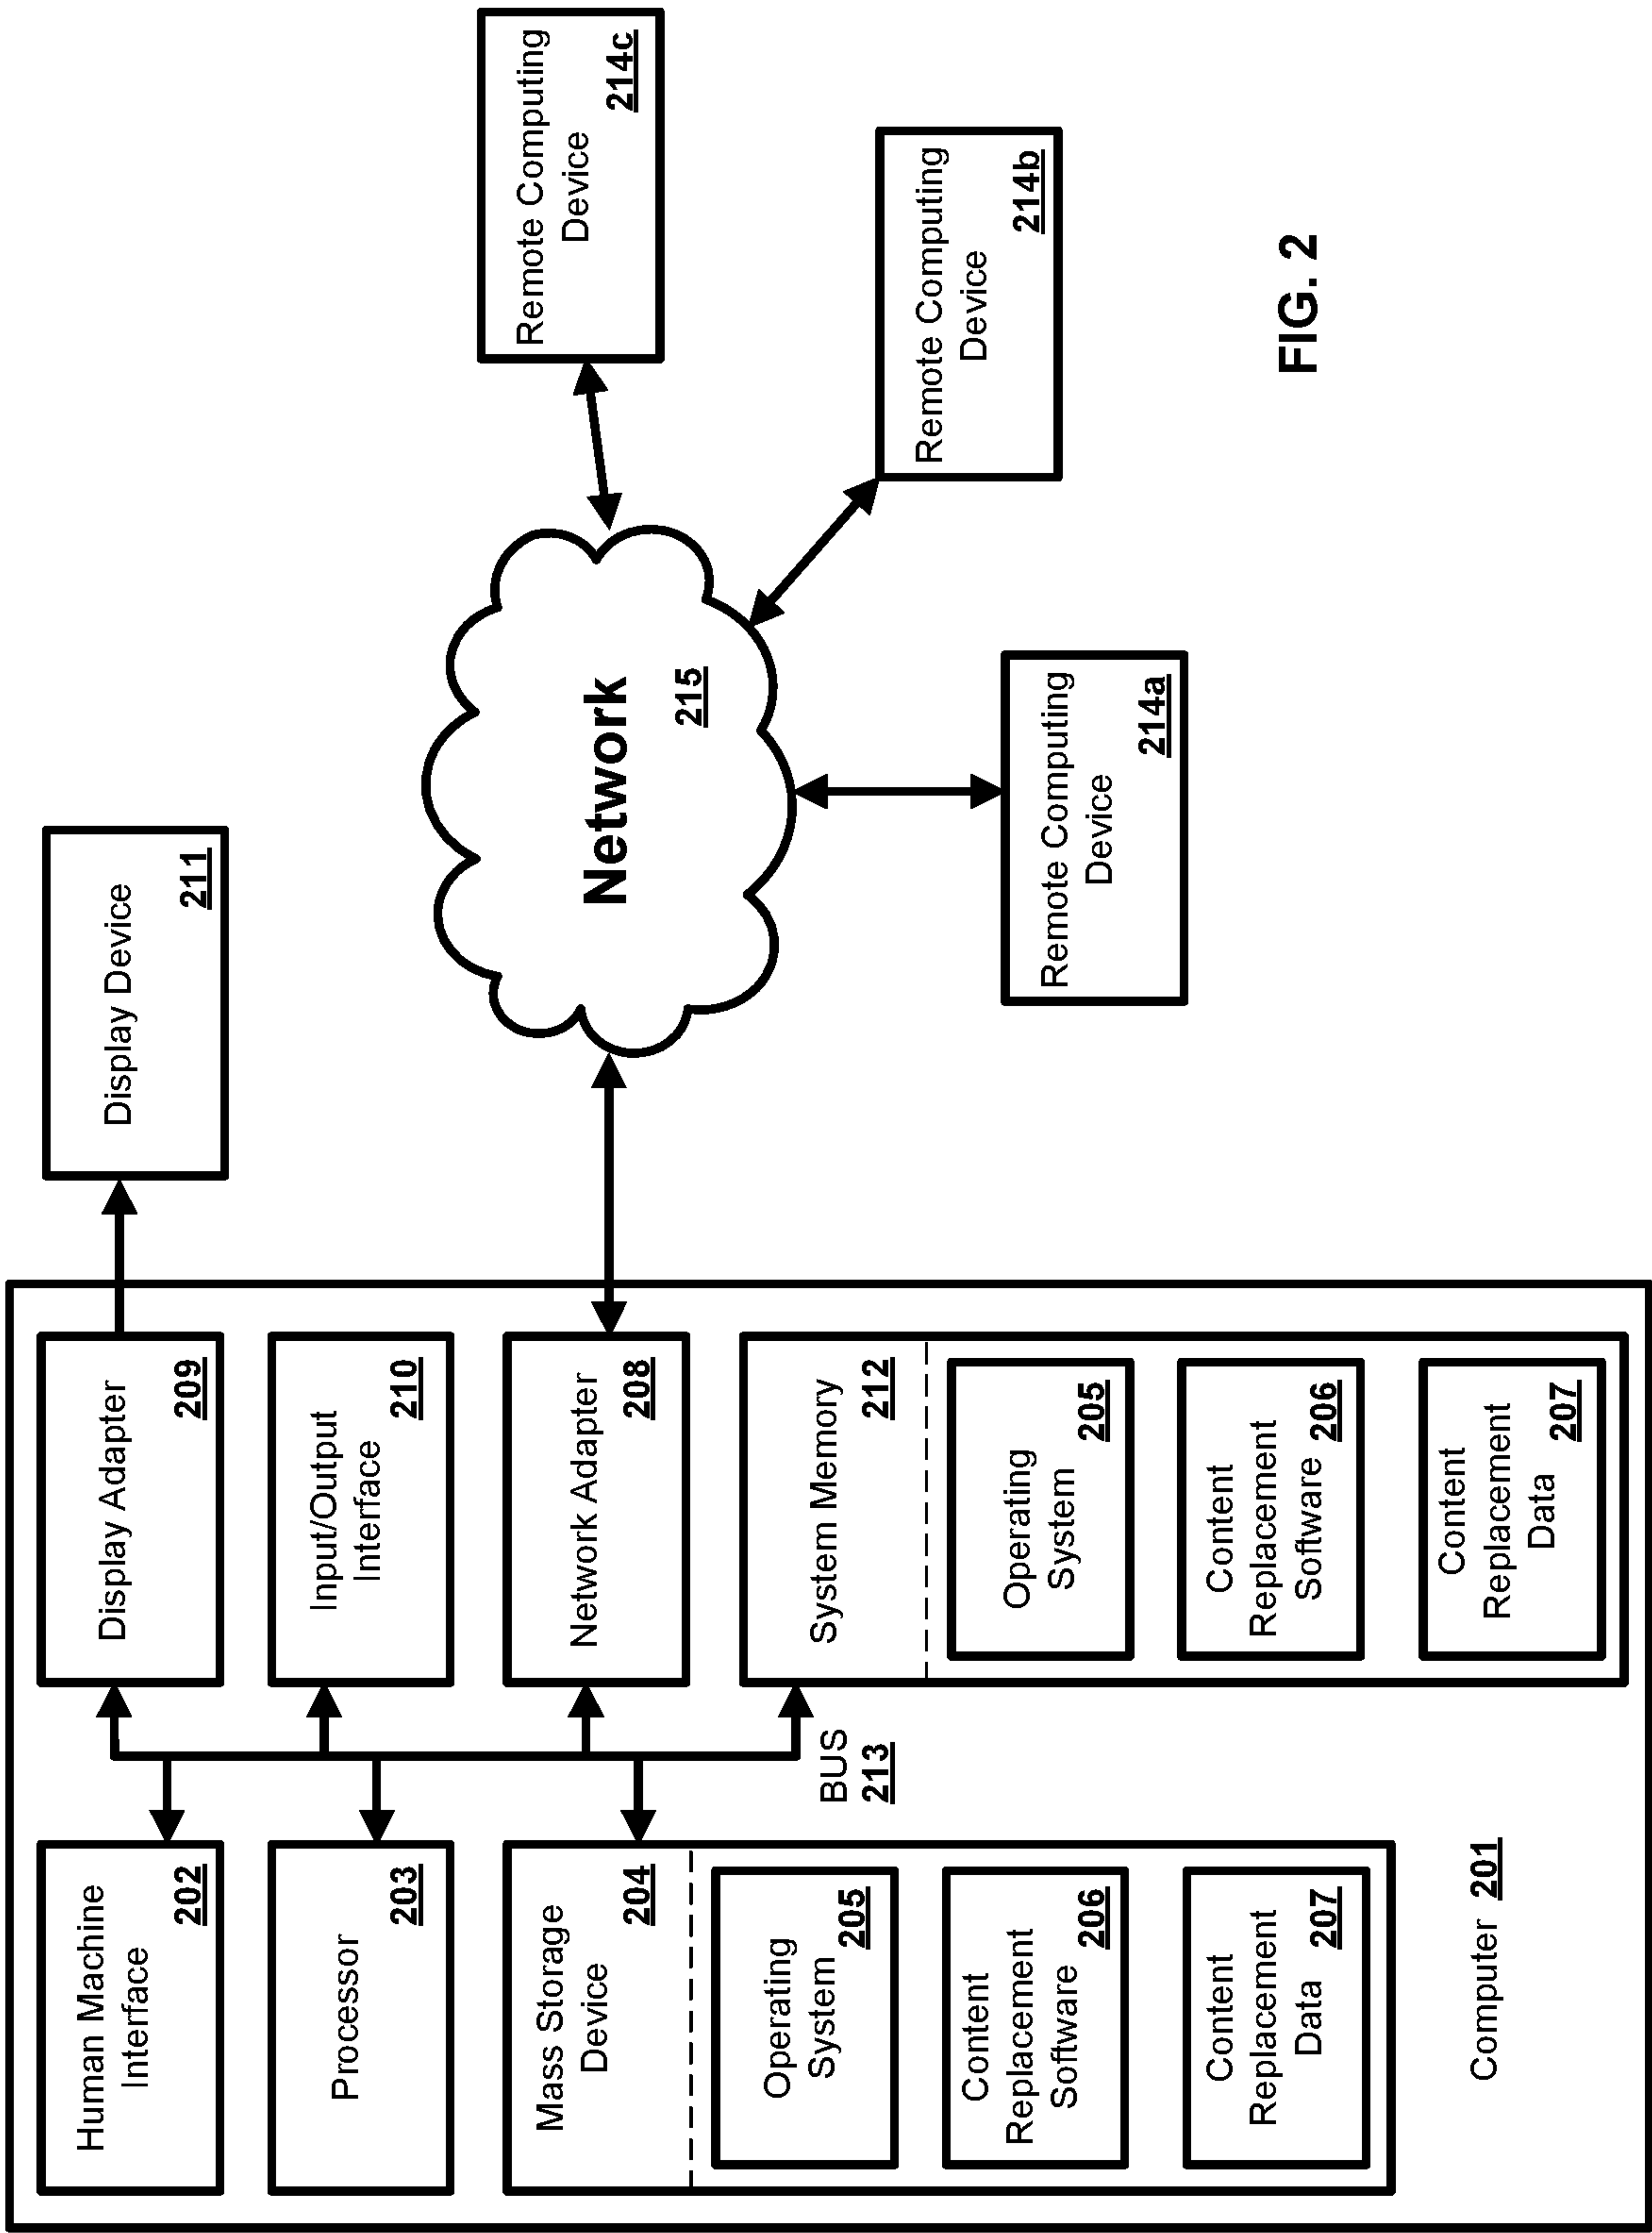 Human Machine
Interface
202
Processor
203
Mass Storage
Device
204
Operating
System
205
Content
Replacement
Software
206
Content
Replacement
Data
207
Computer 201
BUS
213
Display Adapter
209
Input/Output
Interface
210
Network Adapter
208
System Memory
212
Operating
System
205
Content
Replacement
Software
206
Content
Replacement
Data
207
Display Device
211
Network
215
Remote Computing
Device
214a
Remote Computing
Device
214b
Remote Computing
Device
214c
FIG. 2